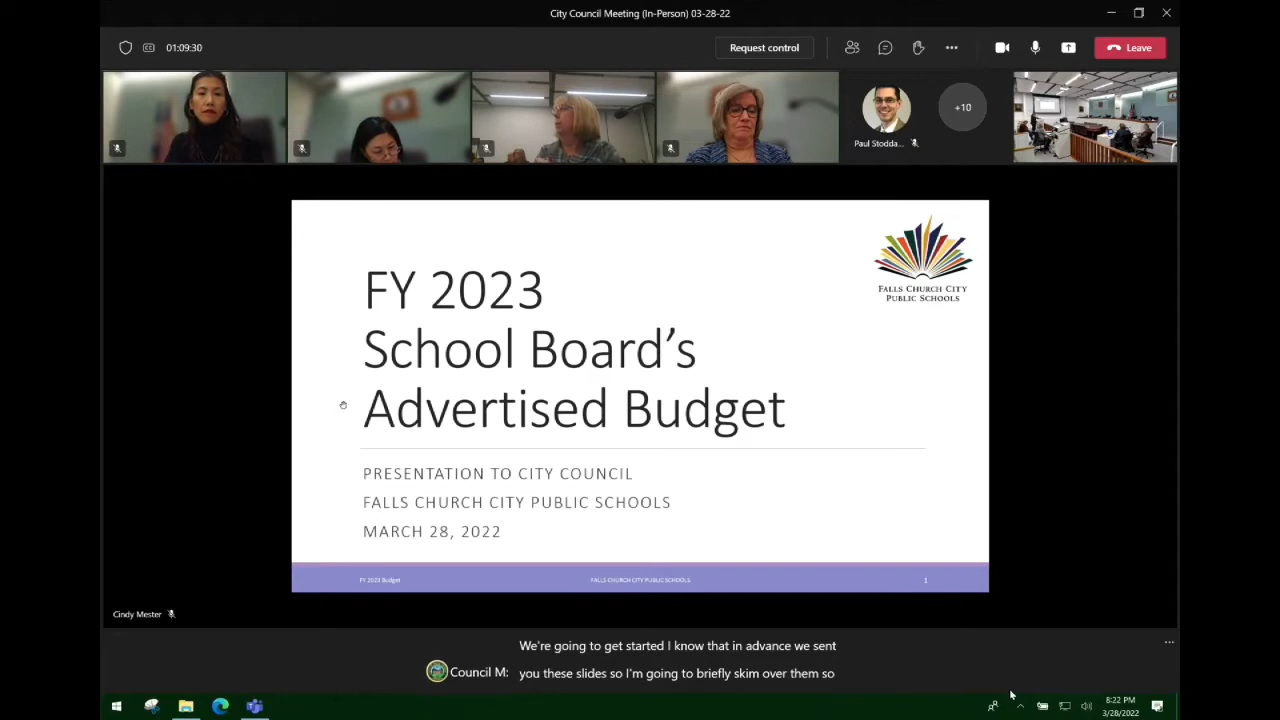 City Council Meeting (In-Person) 03-28-22
01:09:30
Request control
Leave
+10
Paul Stodda...
FY 2023
School Board's
Advertised Budget
FALLS CHURCH CITY
PUBLIC SCHOOLS
PRESENTATION TO CITY COUNCIL
FALLS CHURCH CITY PUBLIC SCHOOLS
MARCH 28, 2022
FY 2023 Budget
FALLS CHURCH CITY PUBLIC SCHOOLS
1
Cindy Mester
We're going to get started I know that in advance we sent
Council M:
you these slides so I'm going to briefly skim over them so
8:22 PM
3/28/2022